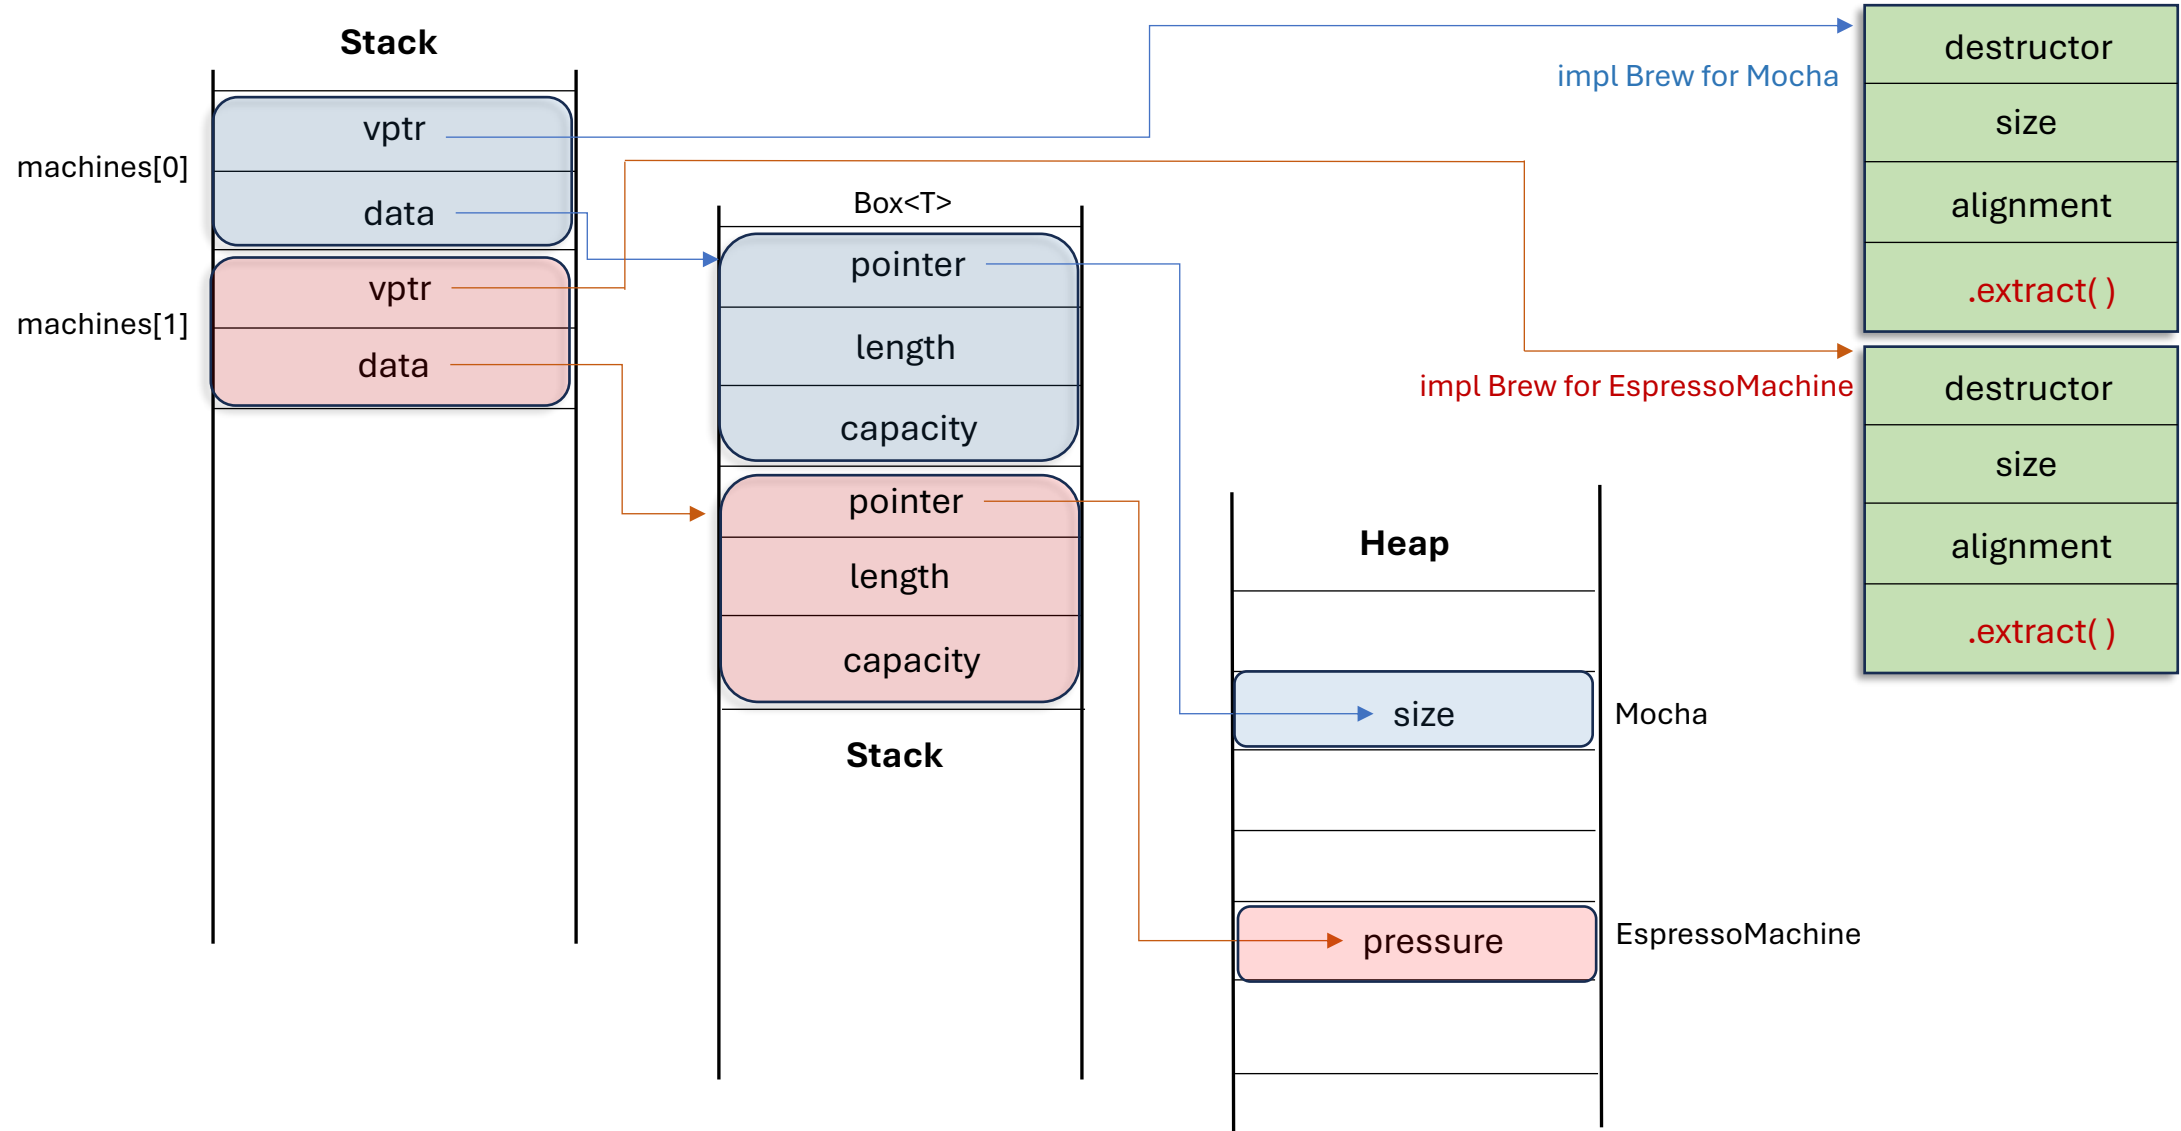 Stack
machines[0]
vptr
data
machines[1]
vptr
data
Box<T>
pointer
length
capacity
pointer
length
capacity
Stack
Heap
size
Mocha
pressure
EspressoMachine
impl Brew for Mocha
destructor
size
alignment
.extract( )
impl Brew for EspressoMachine
destructor
size
alignment
.extract( )